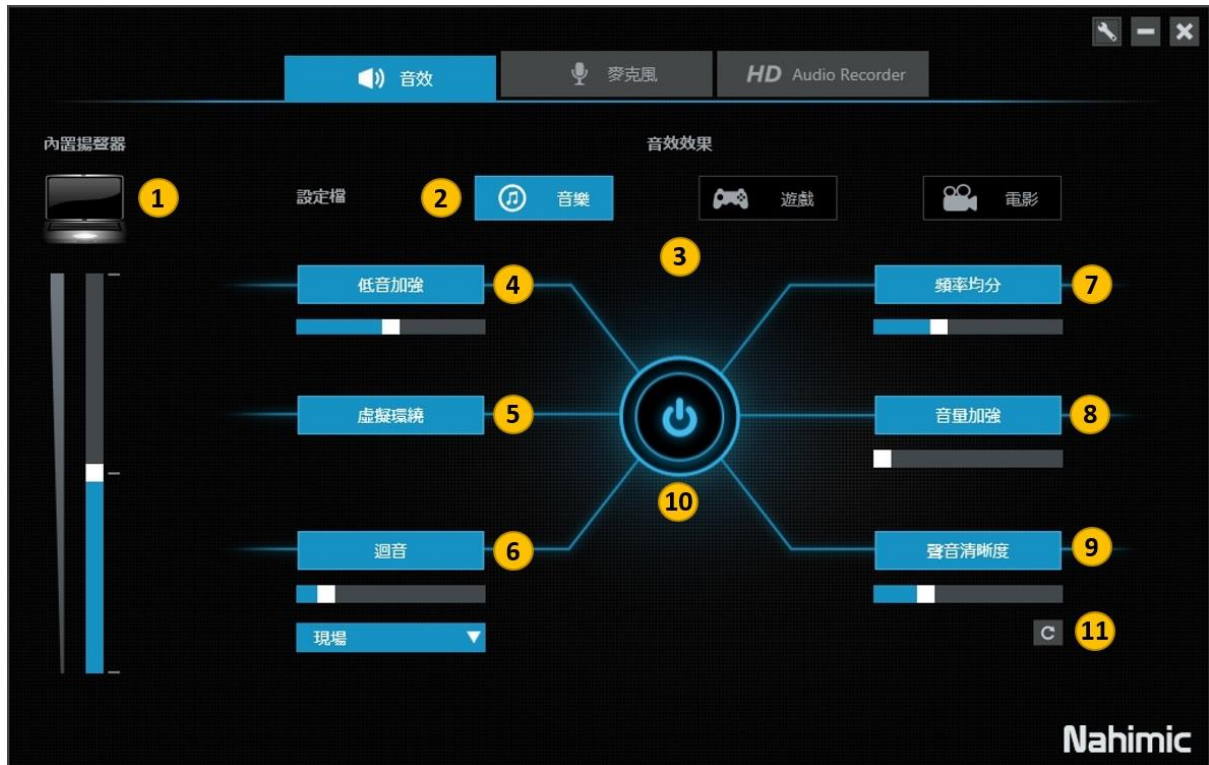 音效
麥克風
HD Audio Recorder
內置揚聲器
音效效果
1
設定檔
2
音樂
遊戲
電影
3
低音加強
4
頻率均分
7
虛擬環繞
5
音量加強
8
10
迴音
6
聲音清晰度
9
現場
11
Nahimic